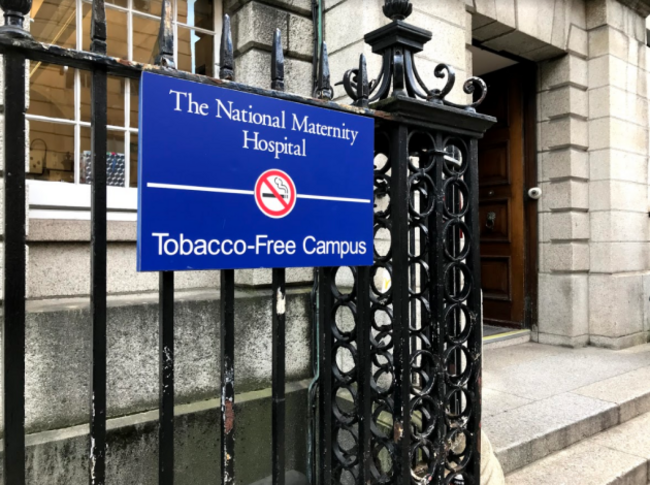 The National Maternity
Hospital
Tobacco-Free Campus